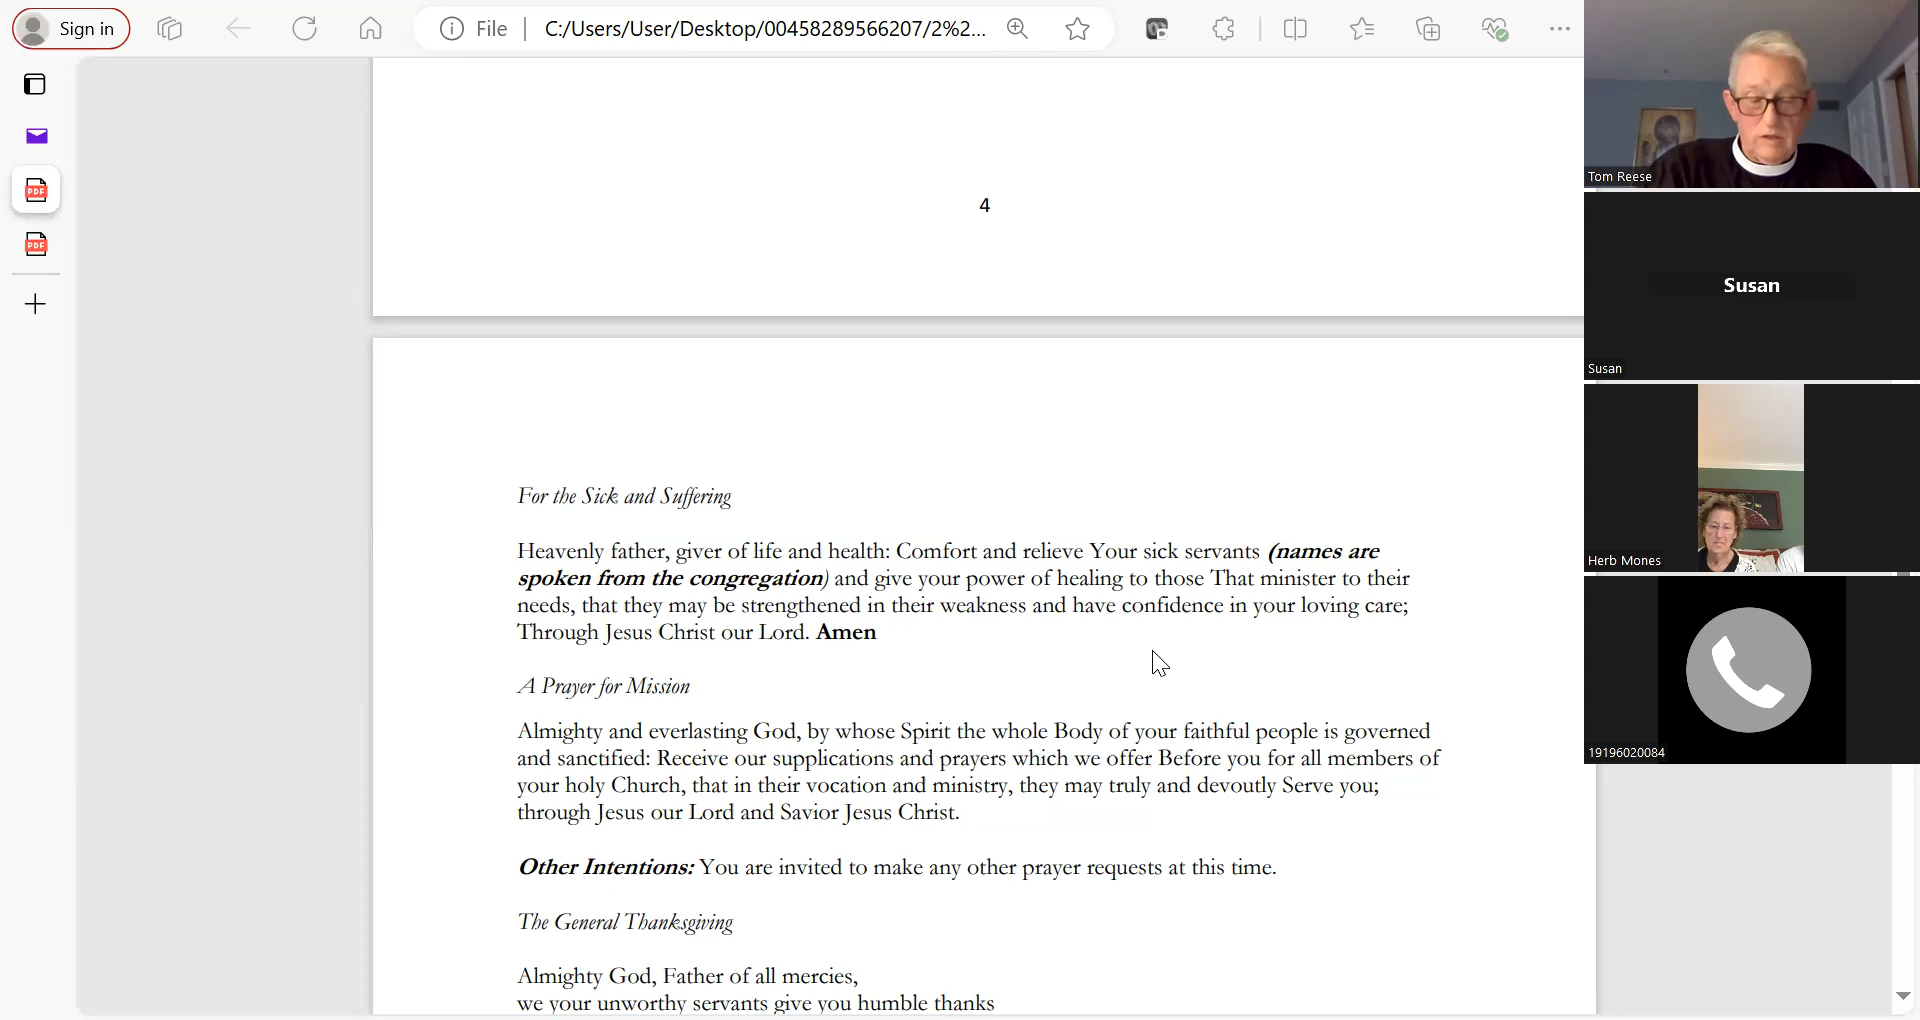 Sign in
File
C:/Users/User/Desktop/00458289566207/2%2...
4
For the Sick and Suffering
Heavenly father, giver of life and health: Comfort and relieve Your sick servants (names are
spoken from the congregation) and give your power of healing to those That minister to their
needs, that they may be strengthened in their weakness and have confidence in your loving care;
Through Jesus Christ our Lord. Amen
A Prayer for Mission
Almighty and everlasting God, by whose Spirit the whole Body of your faithful people is governed
and sanctified: Receive our supplications and prayers which we offer Before you for all members of
your holy Church, that in their vocation and ministry, they may truly and devoutly Serve you;
through Jesus our Lord and Savior Jesus Christ.
Other Intentions: You are invited to make any other prayer requests at this time.
The General Thanksgiving
Almighty God, Father of all mercies,
we your unworthy servants give you humble thanks
PDF
PDF
Tom Reese
Susan
Susan
Herb Mones
19196020084